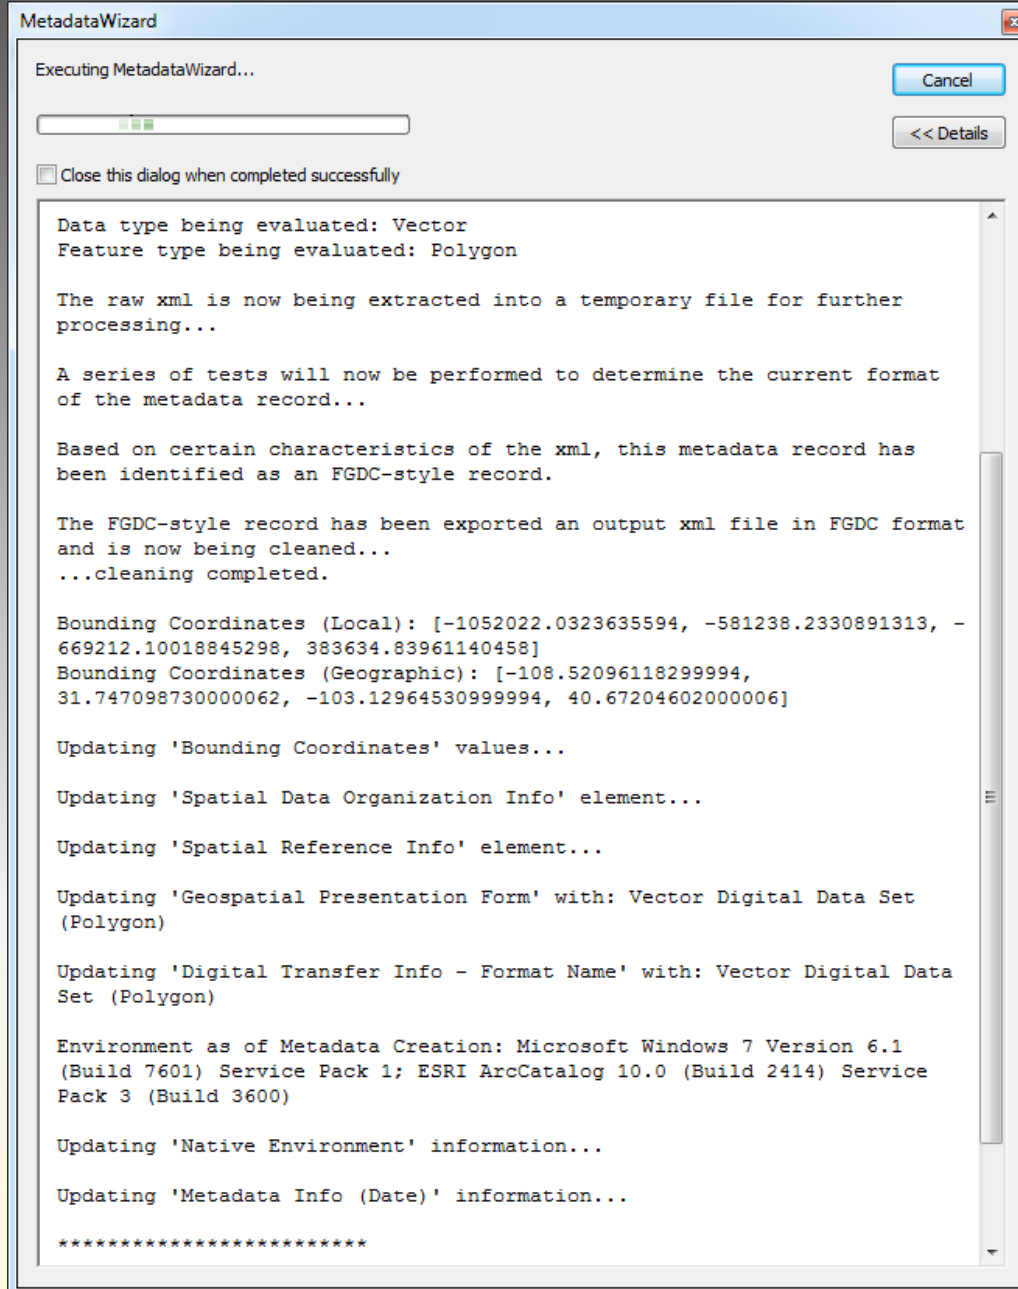 MetadataWizard
Executing MetadataWizard...
Cancel
<< Details
Close this dialog when completed successfully
Data type being evaluated: Vector
Feature type being evaluated: Polygon
The raw xml is now being extracted into a temporary file for further
processing...
A series of tests will now be performed to determine the current format
of the metadata record...
Based on certain characteristics of the xml, this metadata record has
been identified as an FGDC-style record.
The FGDC-style record has been exported an output xml file in FGDC format
and is now being cleaned...
...cleaning completed.
Bounding Coordinates (Local): [-1052022.0323635594, -581238.2330891313, -
669212.10018845298, 383634.83961140458]
Bounding Coordinates (Geographic): [-108.52096118299994,
31.747098730000062, -103.12964530999994, 40.67204602000006]
Updating 'Bounding Coordinates' values...
Updating 'Spatial Data Organization Info' element...
Updating 'Spatial Reference Info' element...
Updating 'Geospatial Presentation Form' with: Vector Digital Data Set
(Polygon)
Updating 'Digital Transfer Info - Format Name' with: Vector Digital Data
Set (Polygon)
Environment as of Metadata Creation: Microsoft Windows 7 Version 6.1
(Build 7601) Service Pack 1; ESRI ArcCatalog 10.0 (Build 2414) Service
Pack 3 (Build 3600)
Updating 'Native Environment' information...
Updating 'Metadata Info (Date)' information...
*************************